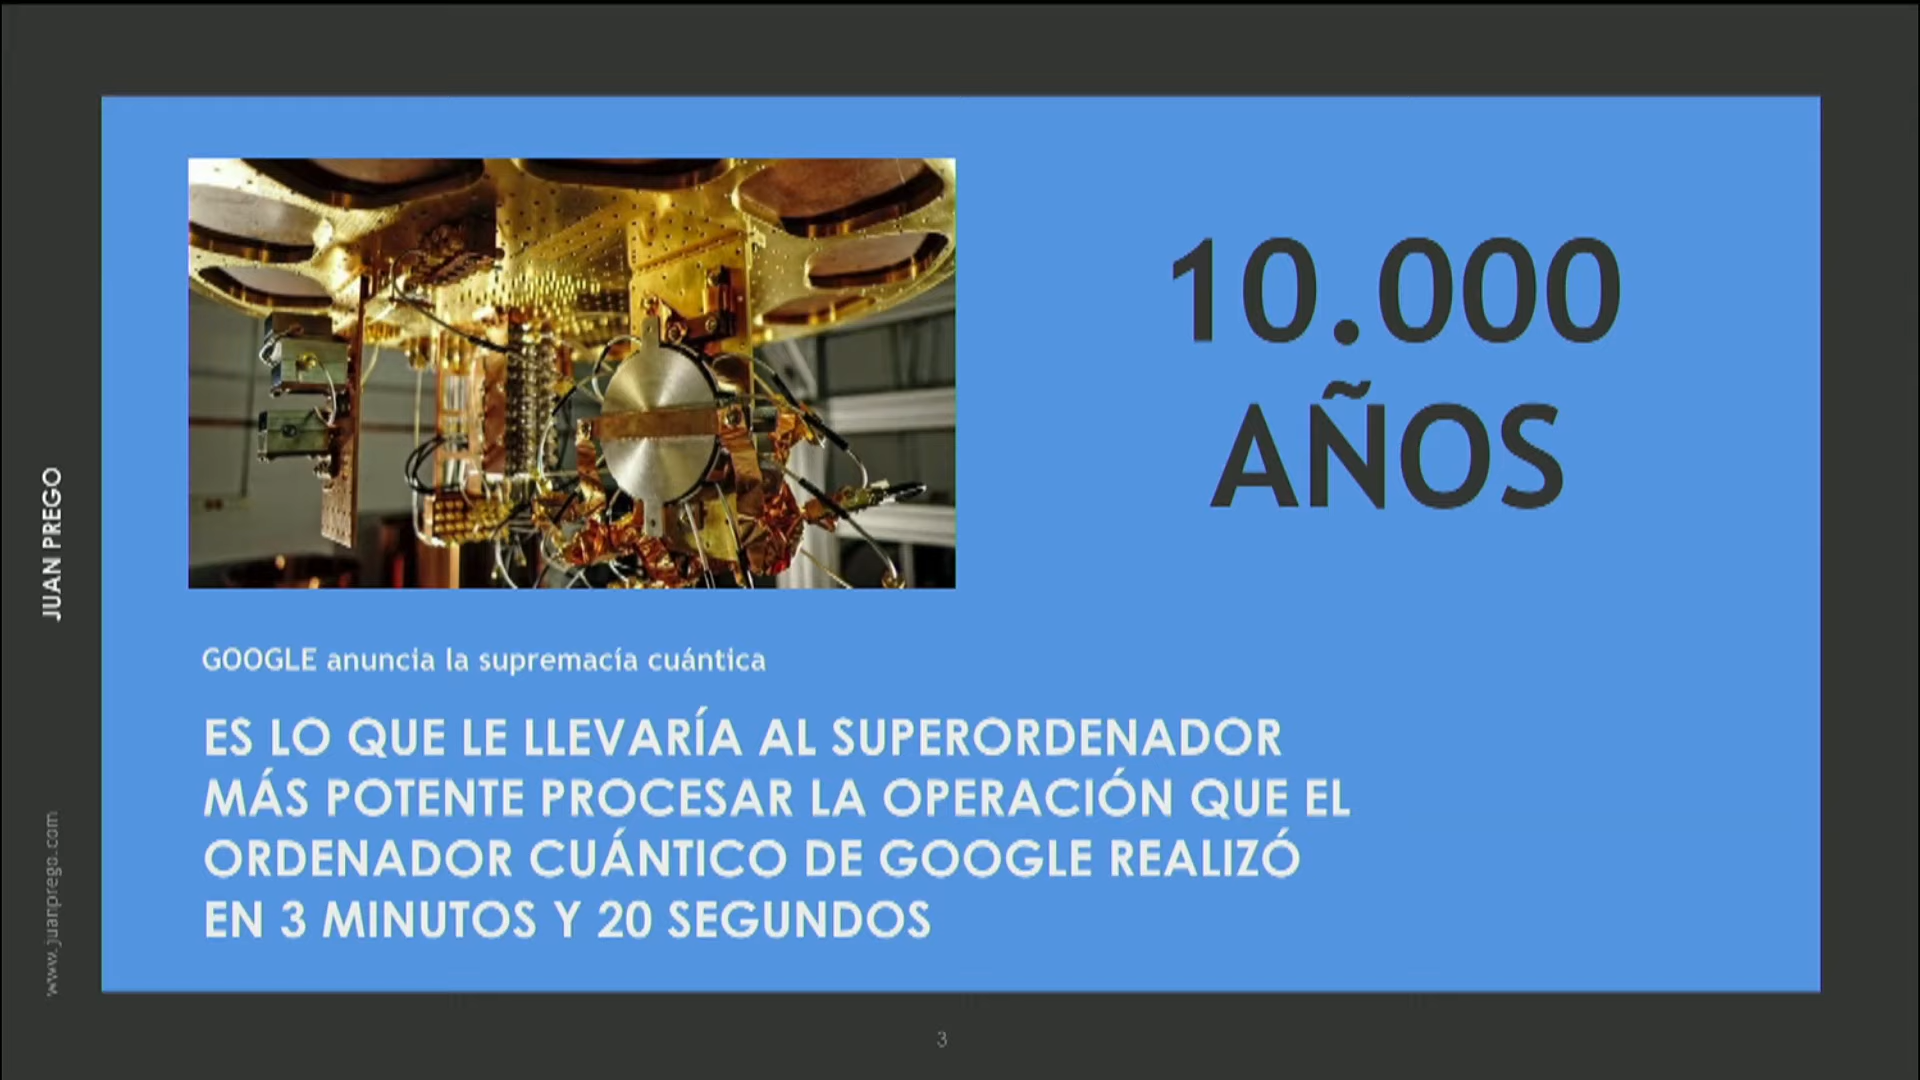 10.000
AÑOS
GOOGLE anuncia la supremacía cuántica
ES LO QUE LE LLEVARÍA AL SUPERORDENADOR
MÁS POTENTE PROCESAR LA OPERACIÓN QUE EL
ORDENADOR CUÁNTICO DE GOOGLE REALIZÓ
EN 3 MINUTOS Y 20 SEGUNDOS
JUAN PREGO
www.juanprego.com
3